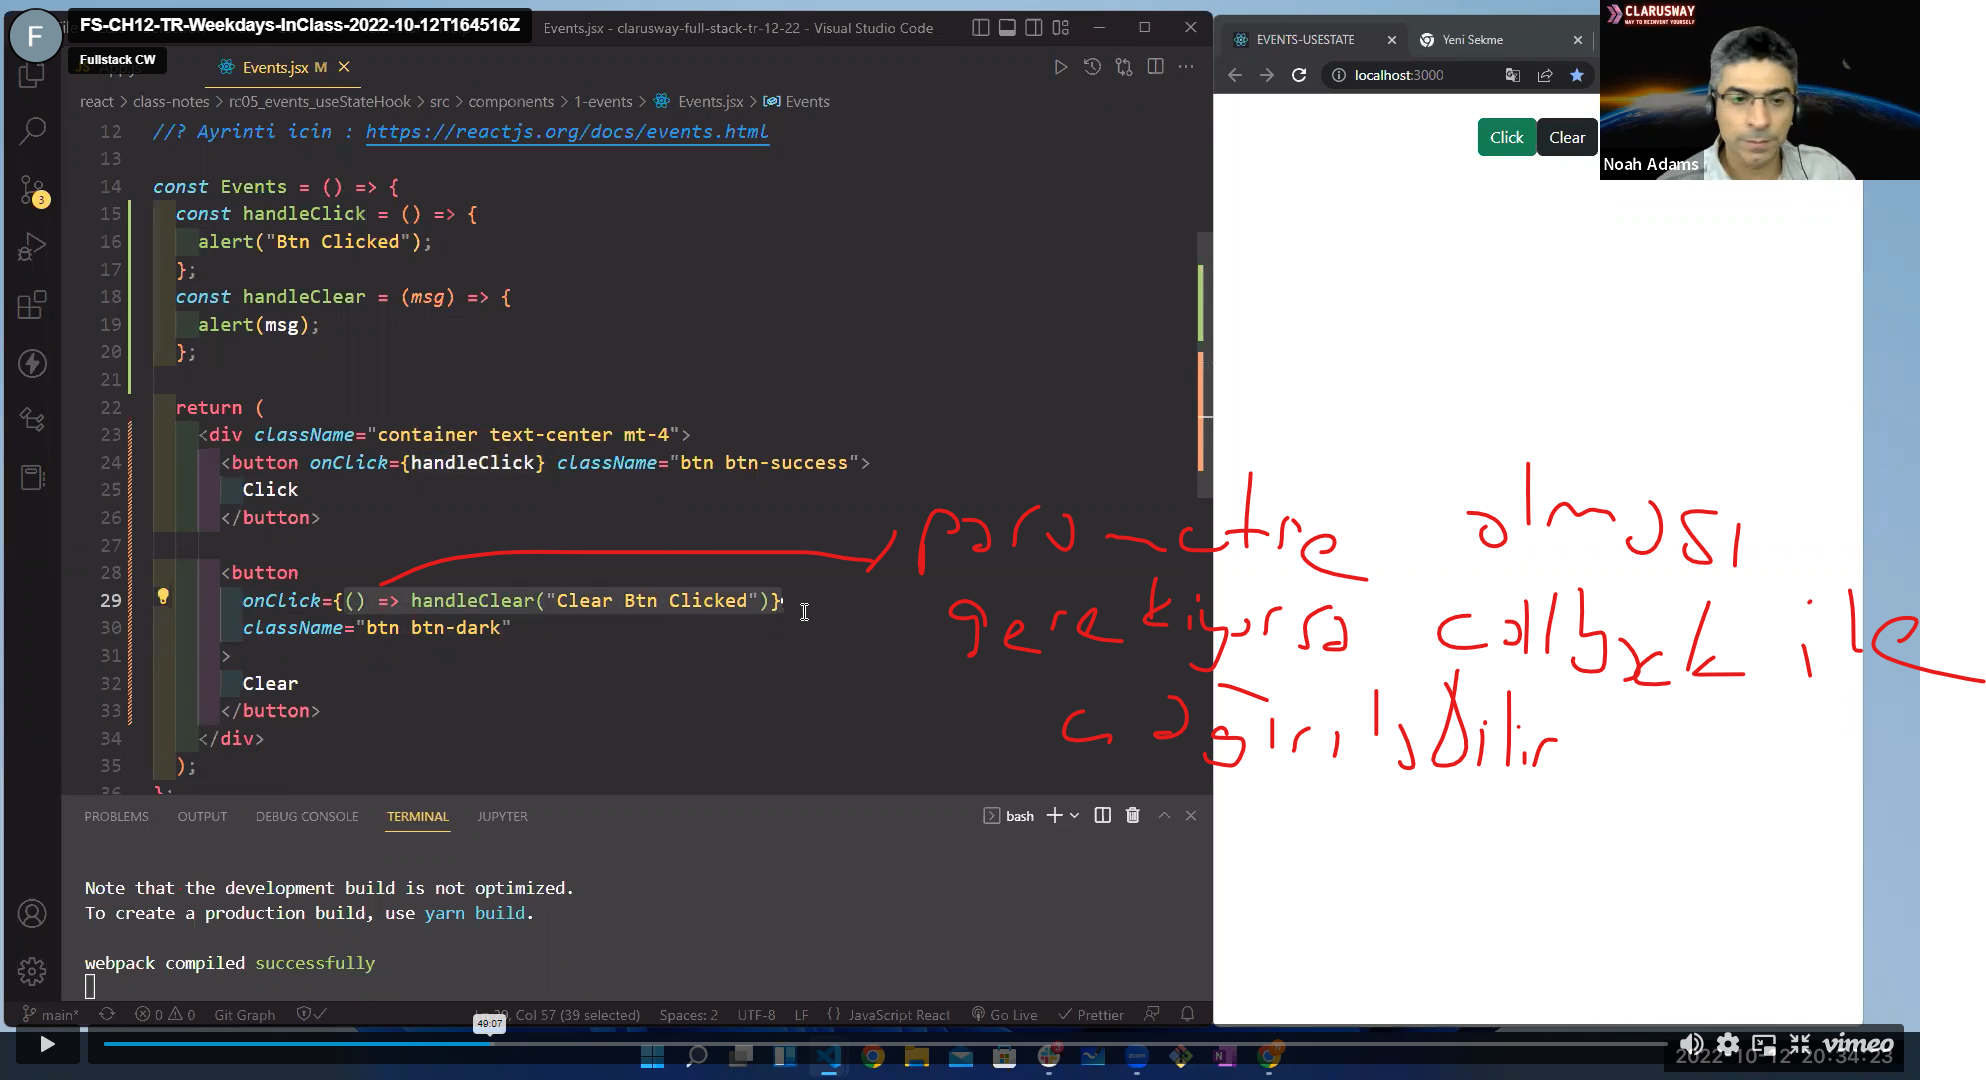 FS-CH12-TR-Weekdays-InClass-2022-10-12T164516Z
Fullstack CW
F
Events.jsx - clarusway-full-stack-tr-12-22 - Visual Studio Code
Events.jsx M
react > class-notes > rc05_events_useStateHook > src > components > 1-events > Events.jsx > Events
12 //? Ayrinti icin : https://reactjs.org/docs/events.html
13
14 const Events = () => {
15 const handleClick = () => {
16 alert("Btn Clicked");
17 };
18 const handleClear = (msg) => {
19 alert(msg);
20 };
21
22 return (
23 <div className="container text-center mt-4">
24 <button onClick={handleClick} className="btn btn-success">
25 Click
26 </button>
27
28 <button
29 onClick={() => handleClear("Clear Btn Clicked")}
30 className="btn btn-dark"
31 >
32 Clear
33 </button>
34 </div>
35 );
36 };
3
PROBLEMS OUTPUT DEBUG CONSOLE TERMINAL JUPYTER
bash
Note that the development build is not optimized.
To create a production build, use yarn build.
webpack compiled successfully
main* 0 0 Git Graph Col 57 (39 selected) Spaces: 2 UTF-8 LF {} JavaScript React Go Live Prettier
49:07
EVENTS-USESTATE
Yeni Sekme
localhost:3000
Click Clear
CLARUSWAY
WAY TO REINVENT YOURSELF
Noah Adams
parametre olması
gerekiyorsa callback ile
çağirilabilir
vimeo
2022-10-12 20:34:23